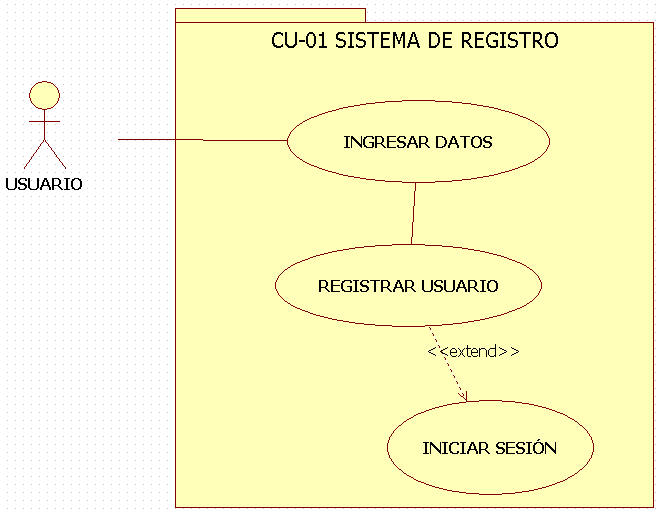 CU-01 SISTEMA DE REGISTRO
INGRESAR DATOS
USUARIO
REGISTRAR USUARIO
<<extend>>
INICIAR SESIÓN